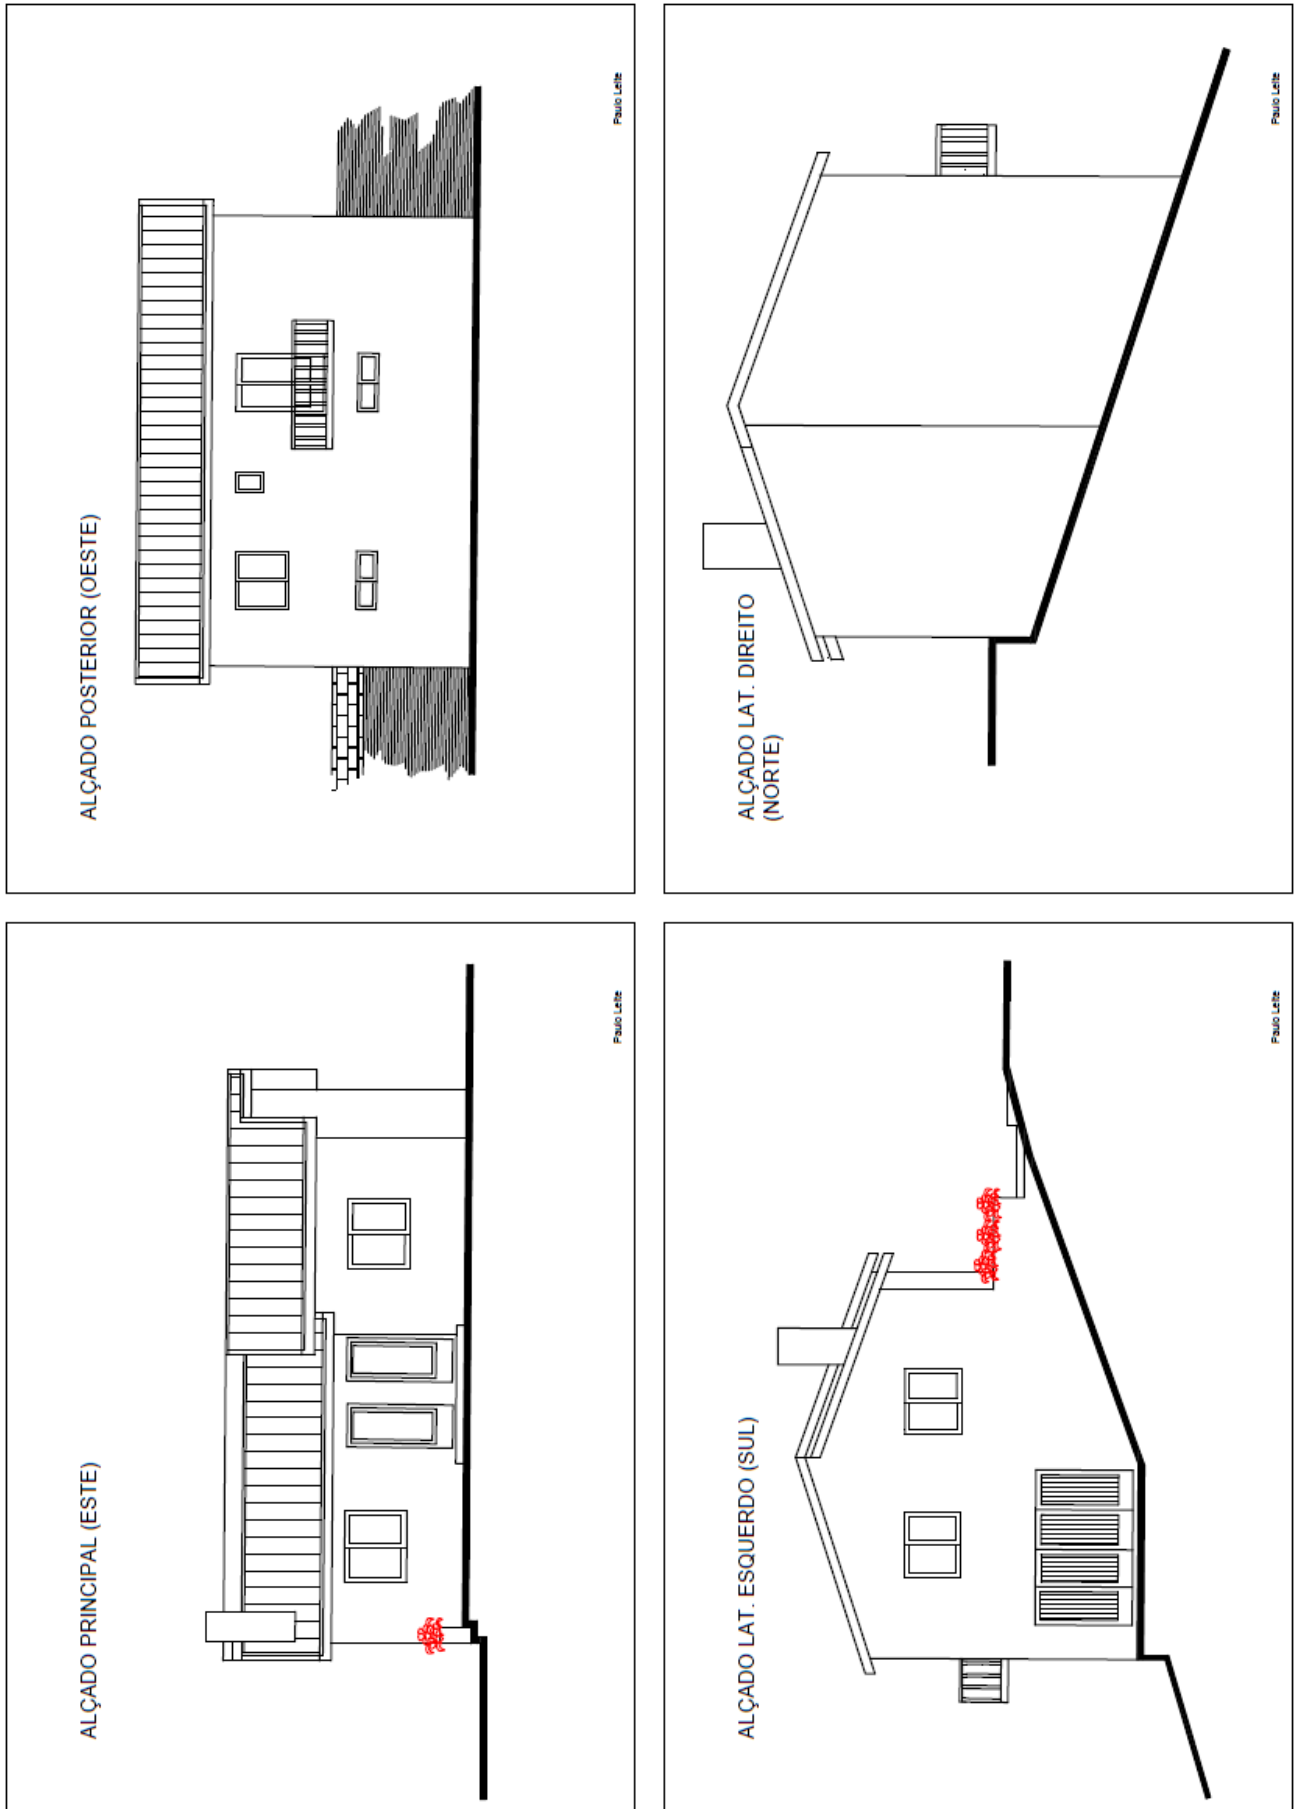 ALÇADO PRINCIPAL (ESTE)
Paulo Leite
ALÇADO POSTERIOR (OESTE)
Paulo Leite
ALÇADO LAT. ESQUERDO (SUL)
Paulo Leite
ALÇADO LAT. DIREITO
(NORTE)
Paulo Leite